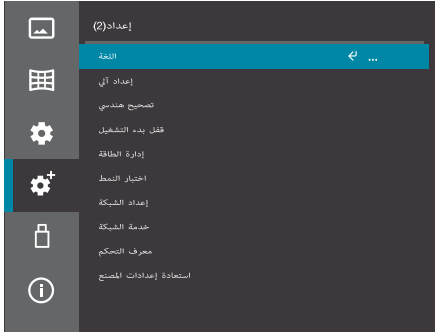 إعداد(2)
اللغة ...
إعداد آلي
تصحيح هندسي
قفل بدء التشغيل
إدارة الطاقة
اختبار النمط
إعداد الشبكة
خدمة الشبكة
معرف التحكم
استعادة إعدادات المصنع